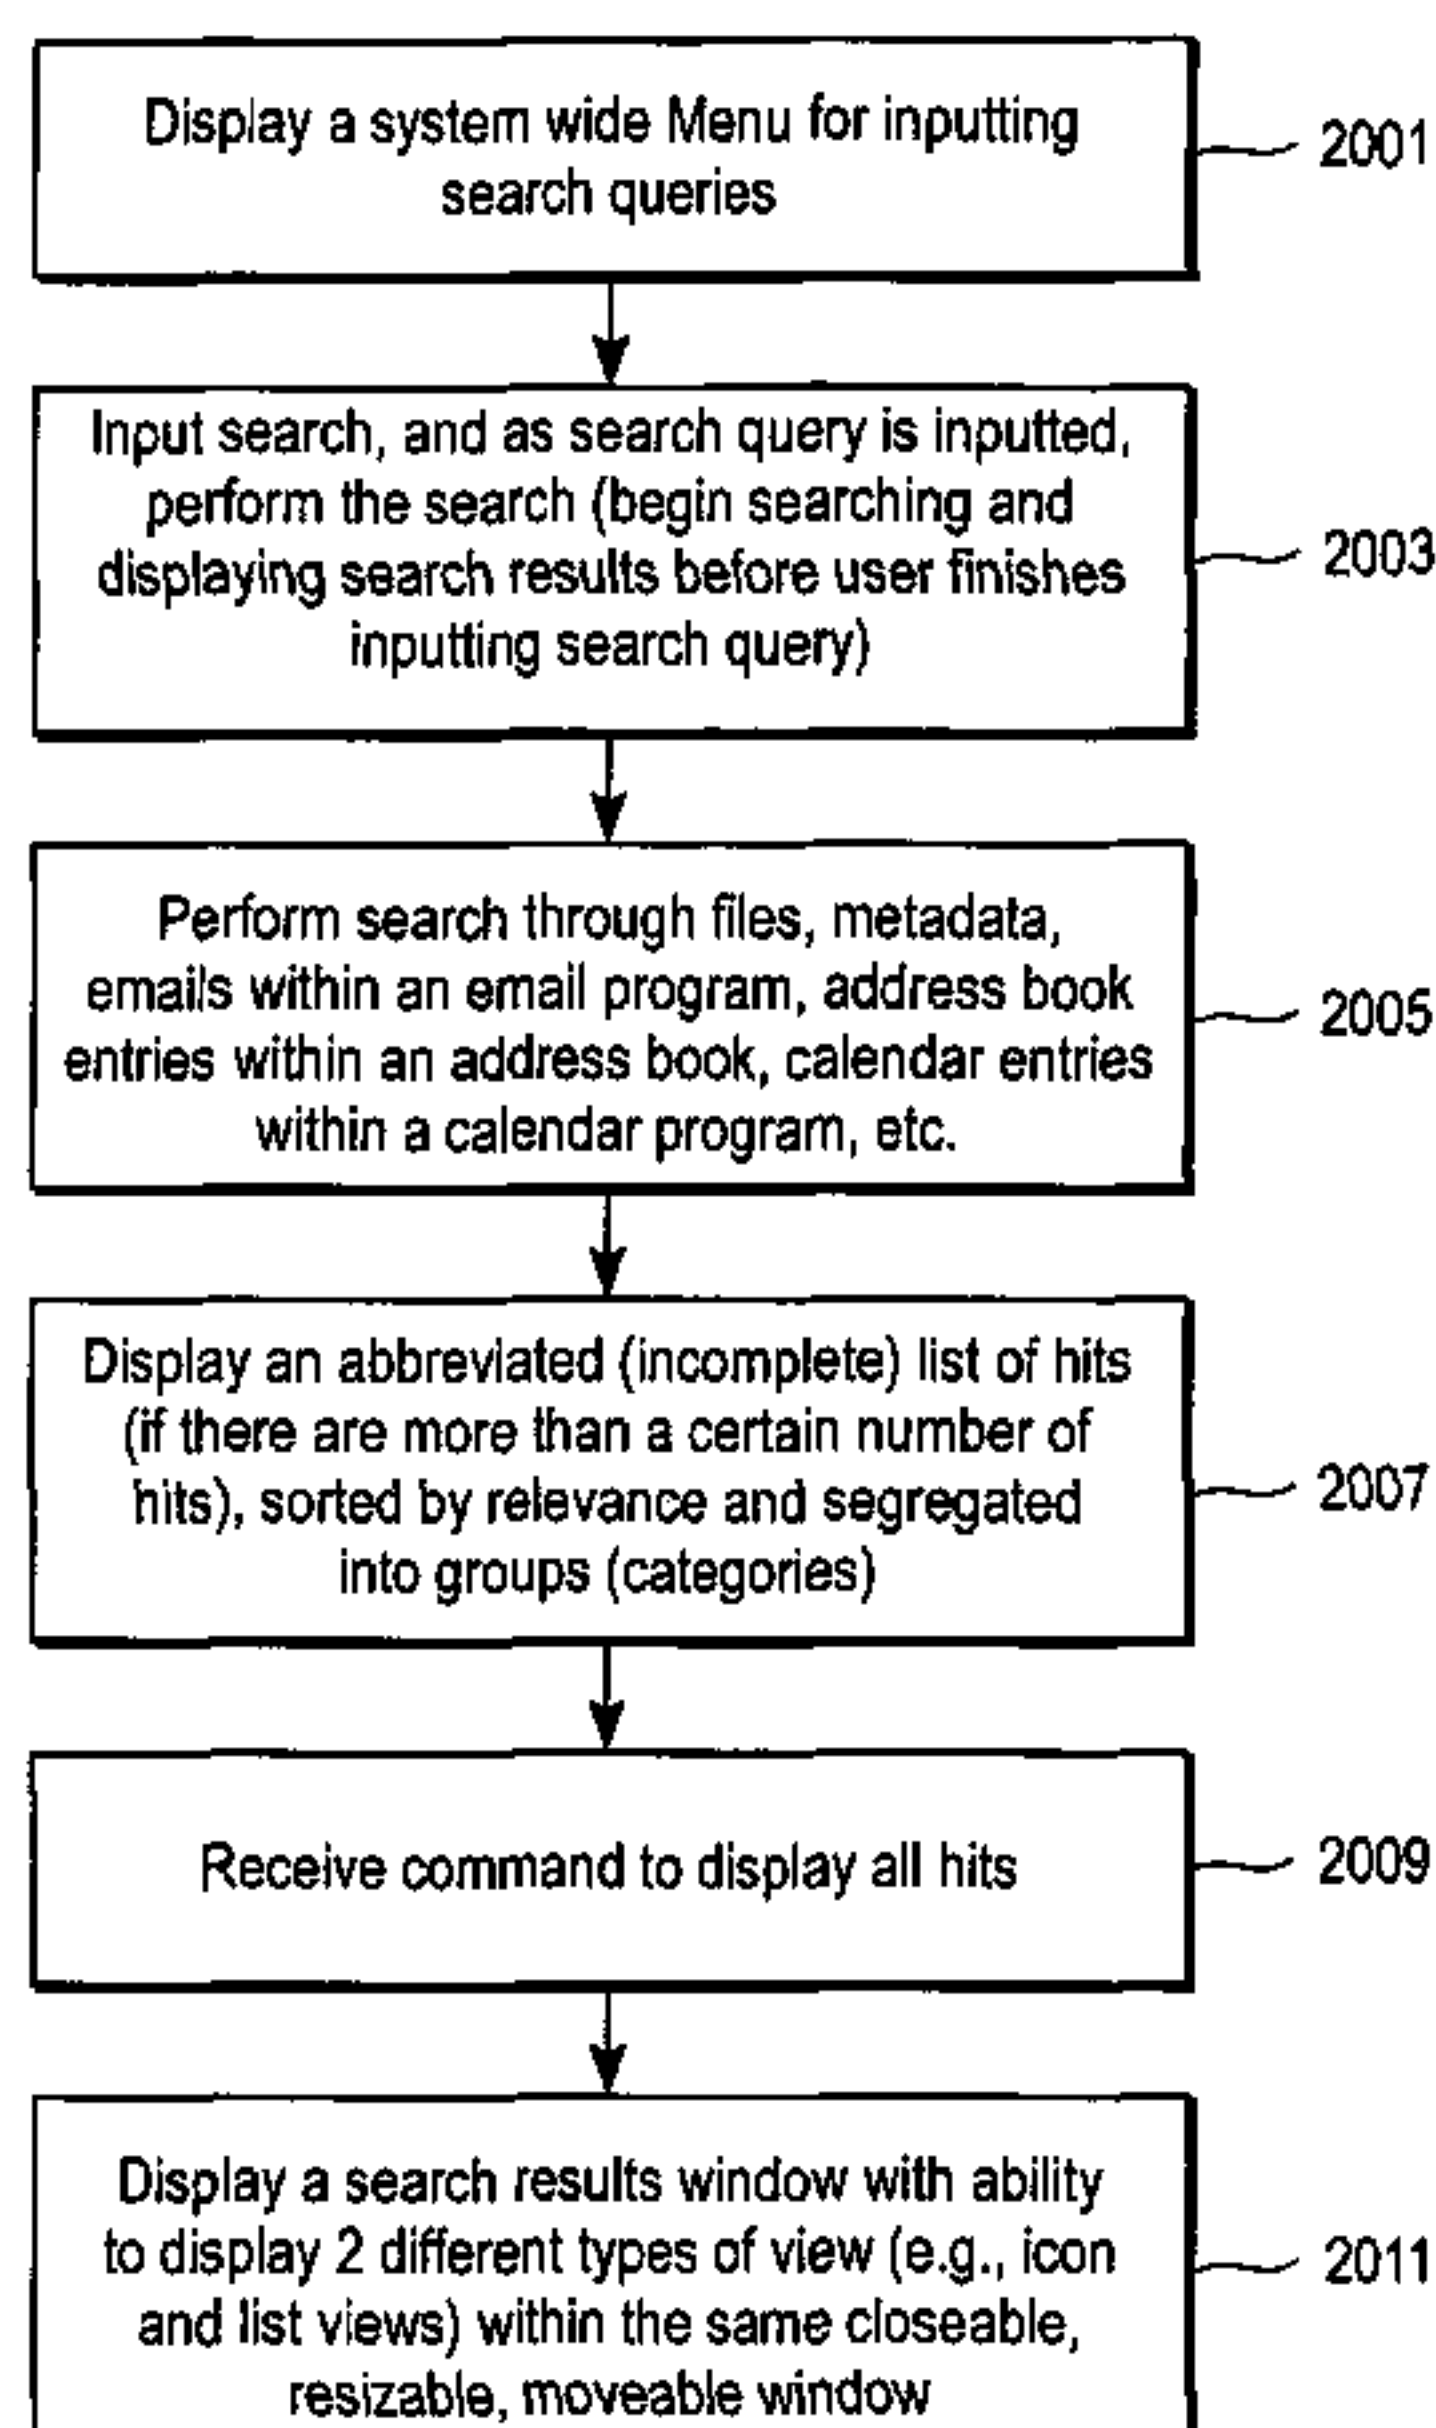 Display a system wide Menu for inputting
search queries
2001
Input search, and as search query is inputted,
perform the search (begin searching and
displaying search results before user finishes
inputting search query)
2003
Perform search through files, metadata,
emails within an email program, address book
entries within an address book, calendar entries
within a calendar program, etc.
2005
Display an abbreviated (incomplete) list of hits
(if there are more than a certain number of
hits), sorted by relevance and segregated
into groups (categories)
2007
Receive command to display all hits
2009
Display a search results window with ability
to display 2 different types of view (e.g., icon
and list views) within the same closeable,
resizable, moveable window
2011